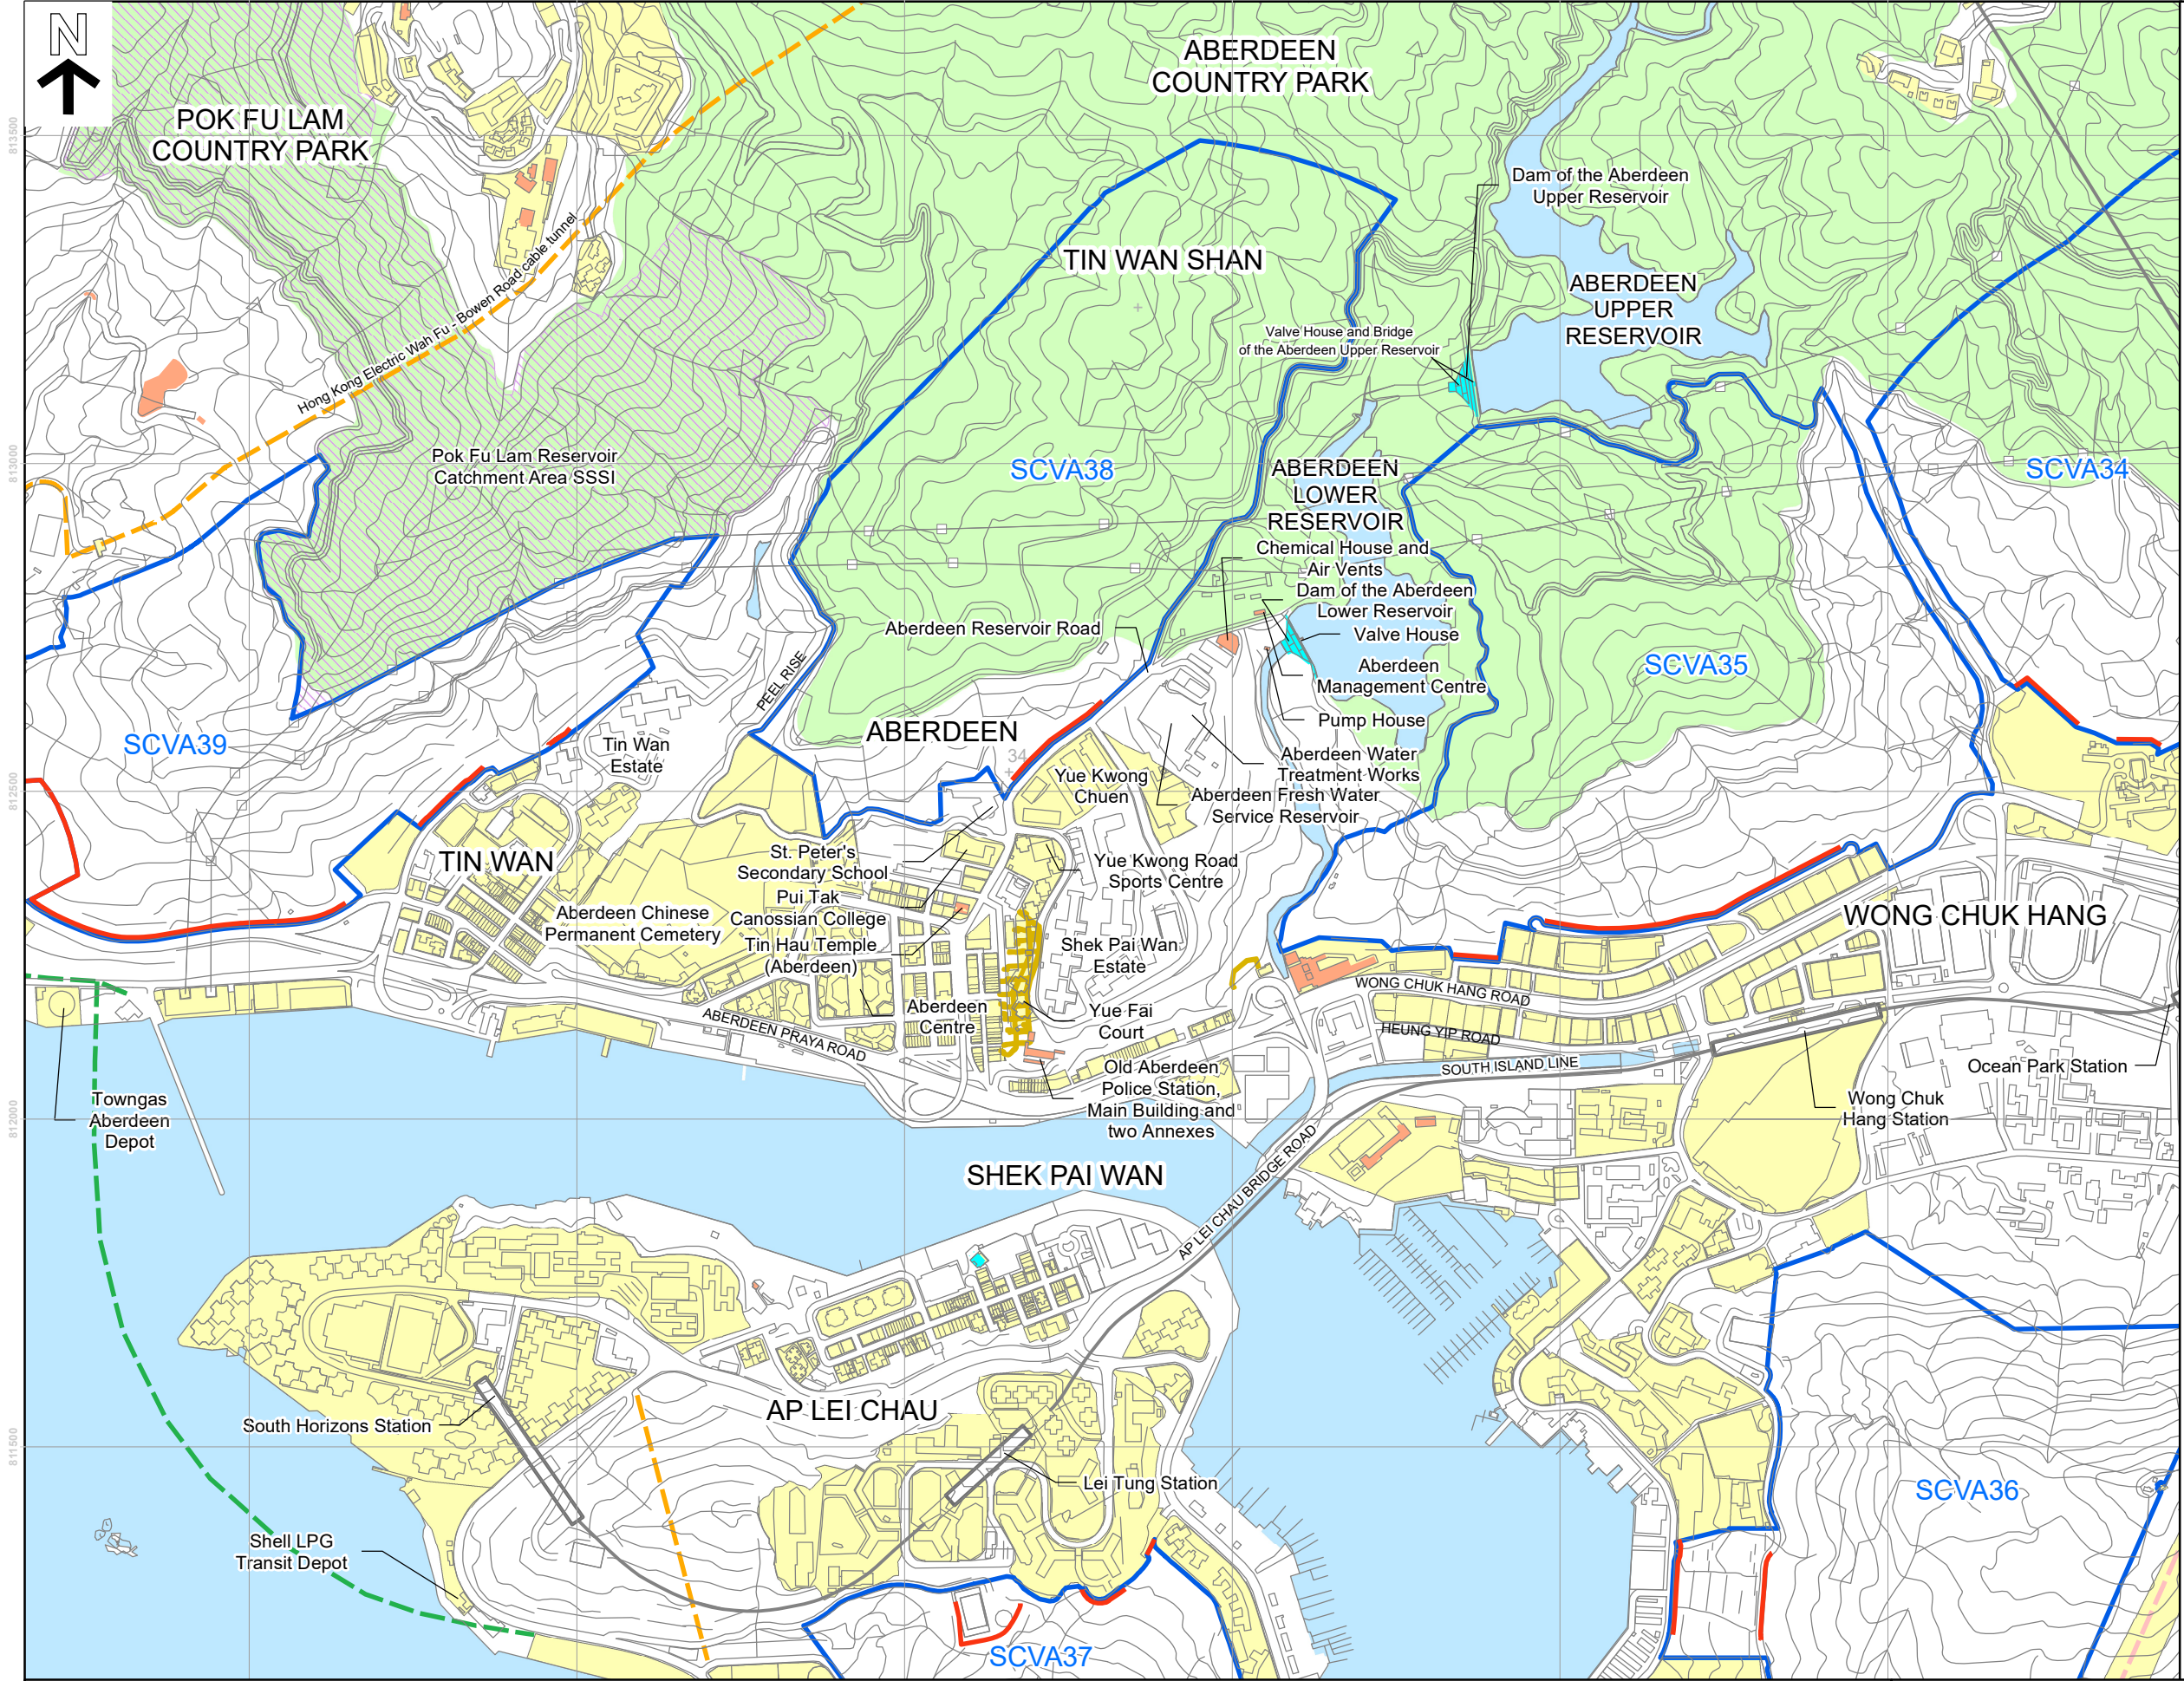 N
ABERDEEN
COUNTRY PARK
POK FU LAM
COUNTRY PARK
813500
Dam of the Aberdeen
Upper Reservoir
TIN WAN SHAN
Hong Kong Electric Wah Fu - Bowen Road cable tunnel
ABERDEEN
UPPER
RESERVOIR
Valve House and Bridge
of the Aberdeen Upper Reservoir
813000
Pok Fu Lam Reservoir
Catchment Area SSSI
SCVA38
ABERDEEN
LOWER
RESERVOIR
SCVA34
Chemical House and
Air Vents
Dam of the Aberdeen
Lower Reservoir
Aberdeen Reservoir Road
Valve House
Aberdeen
Management Centre
SCVA35
PEEL RISE
Pump House
ABERDEEN
SCVA39
Tin Wan
Estate
34
Aberdeen Water
Treatment Works
Yue Kwong
Chuen
Aberdeen Fresh Water
Service Reservoir
812500
TIN WAN
St. Peter's
Secondary School
Yue Kwong Road
Sports Centre
Pui Tak
Canossian College
Aberdeen Chinese
Permanent Cemetery
WONG CHUK HANG
Tin Hau Temple
(Aberdeen)
Shek Pai Wan
Estate
WONG CHUK HANG ROAD
Aberdeen
Centre
Yue Fai
Court
ABERDEEN PRAYA ROAD
HEUNG YIP ROAD
SOUTH ISLAND LINE
Ocean Park Station
Old Aberdeen
Police Station,
Main Building and
two Annexes
Towngas
Aberdeen
Depot
Wong Chuk
Hang Station
812000
SHEK PAI WAN
AP LEI CHAU BRIDGE ROAD
AP LEI CHAU
South Horizons Station
811500
Lei Tung Station
SCVA36
Shell LPG
Transit Depot
SCVA37